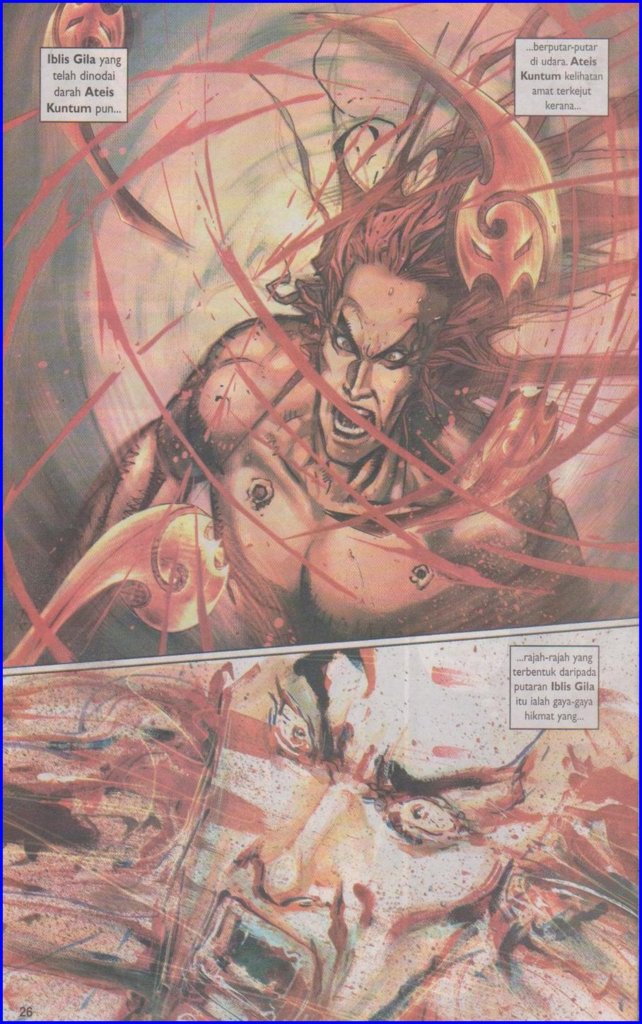 Iblis Gila yang
telah dinodai
darah Ateis
Kuntum pun...
...berputar-putar
di udara. Ateis
Kuntum kelihatan
amat terkejut
kerana...
...rajah-rajah yang
terbentuk daripada
putaran Iblis Gila
itu ialah gaya-gaya
hikmat yang...
26